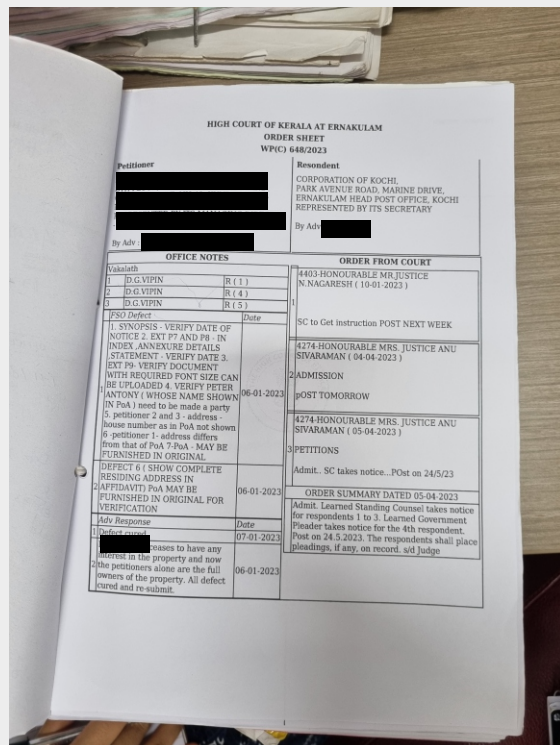 HIGH COURT OF KERALA AT ERNAKULAM
ORDER SHEET
WP(C) 648/2023
Petitioner
By Adv :
Resondent
CORPORATION OF KOCHI,
PARK AVENUE ROAD, MARINE DRIVE,
ERNAKULAM HEAD POST OFFICE, KOCHI
REPRESENTED BY ITS SECRETARY
By Adv
OFFICE NOTES
Vakalath
1 D.G.VIPIN R ( 1 )
2 D.G.VIPIN R ( 4 )
3 D.G.VIPIN R ( 5 )
FSO Defect Date
1. SYNOPSIS - VERIFY DATE OF
NOTICE 2. EXT P7 AND P8 - IN
INDEX ,ANNEXURE DETAILS
,STATEMENT - VERIFY DATE 3.
EXT P9- VERIFY DOCUMENT
WITH REQUIRED FONT SIZE CAN
1 BE UPLOADED 4. VERIFY PETER 06-01-2023
ANTONY ( WHOSE NAME SHOWN
IN PoA ) need to be made a party
5. petitioner 2 and 3 - address -
house number as in PoA not shown
6 -petitioner 1- address differs
from that of PoA 7-PoA - MAY BE
FURNISHED IN ORIGINAL
DEFECT 6 ( SHOW COMPLETE
RESIDING ADDRESS IN
2 AFFIDAVIT) PoA MAY BE 06-01-2023
FURNISHED IN ORIGINAL FOR
VERIFICATION
Adv Response Date
1 Defect cured 07-01-2023
ceases to have any
interest in the property and now
2 the petitioners alone are the full 06-01-2023
owners of the property. All defect
cured and re-submit.
ORDER FROM COURT
4403-HONOURABLE MR.JUSTICE
N.NAGARESH ( 10-01-2023 )
1
SC to Get instruction POST NEXT WEEK
4274-HONOURABLE MRS. JUSTICE ANU
SIVARAMAN ( 04-04-2023 )
2 ADMISSION
pOST TOMORROW
4274-HONOURABLE MRS. JUSTICE ANU
SIVARAMAN ( 05-04-2023 )
3 PETITIONS
Admit.. SC takes notice...POst on 24/5/23
ORDER SUMMARY DATED 05-04-2023
Admit. Learned Standing Counsel takes notice
for respondents 1 to 3. Learned Government
Pleader takes notice for the 4th respondent.
Post on 24.5.2023. The respondents shall place
pleadings, if any, on record. s/d Judge
1